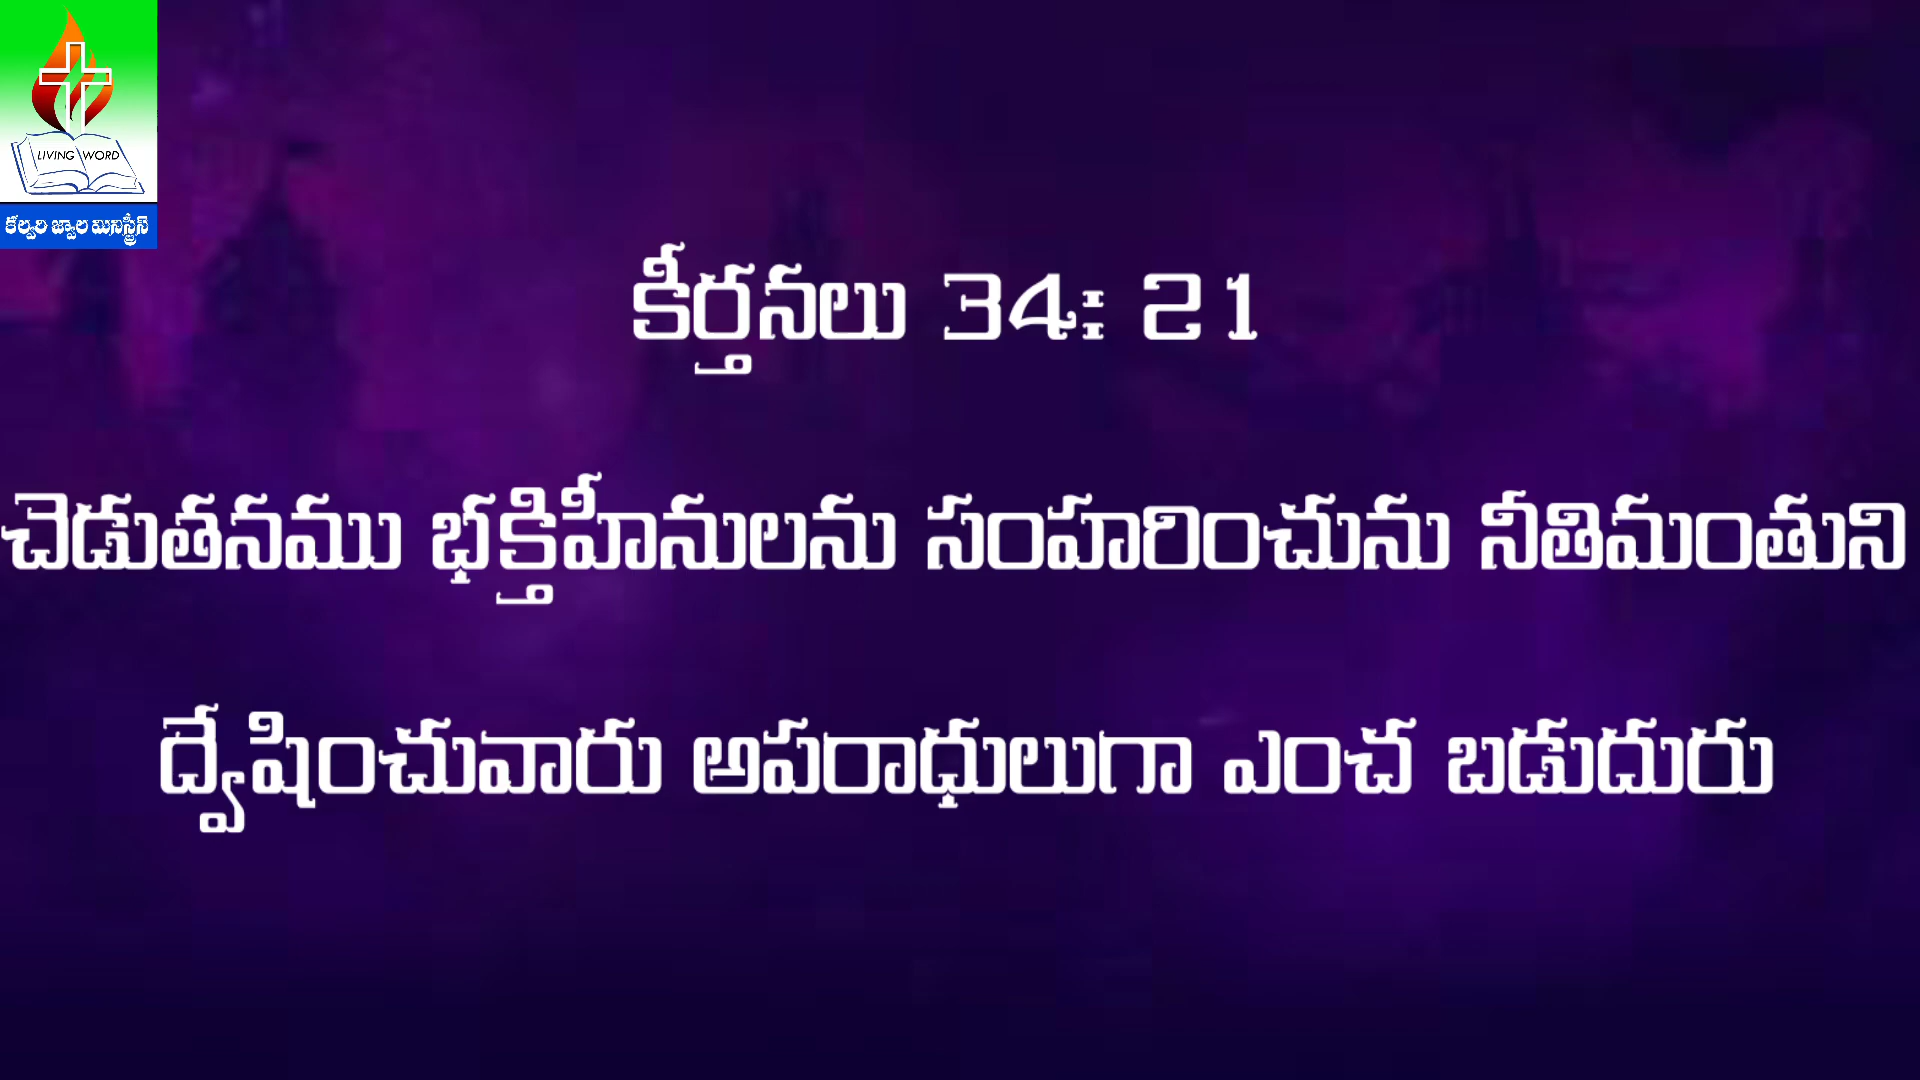 LIVING WORD
కల్వరి జ్వాల మినిస్ట్రీస్
కీర్తనలు 34: 21
చెడుతనము భక్తిహీనులను సంహరించును నీతిమంతుని
ద్వేషించువారు అపరాధులుగా ఎంచ బడుదురు